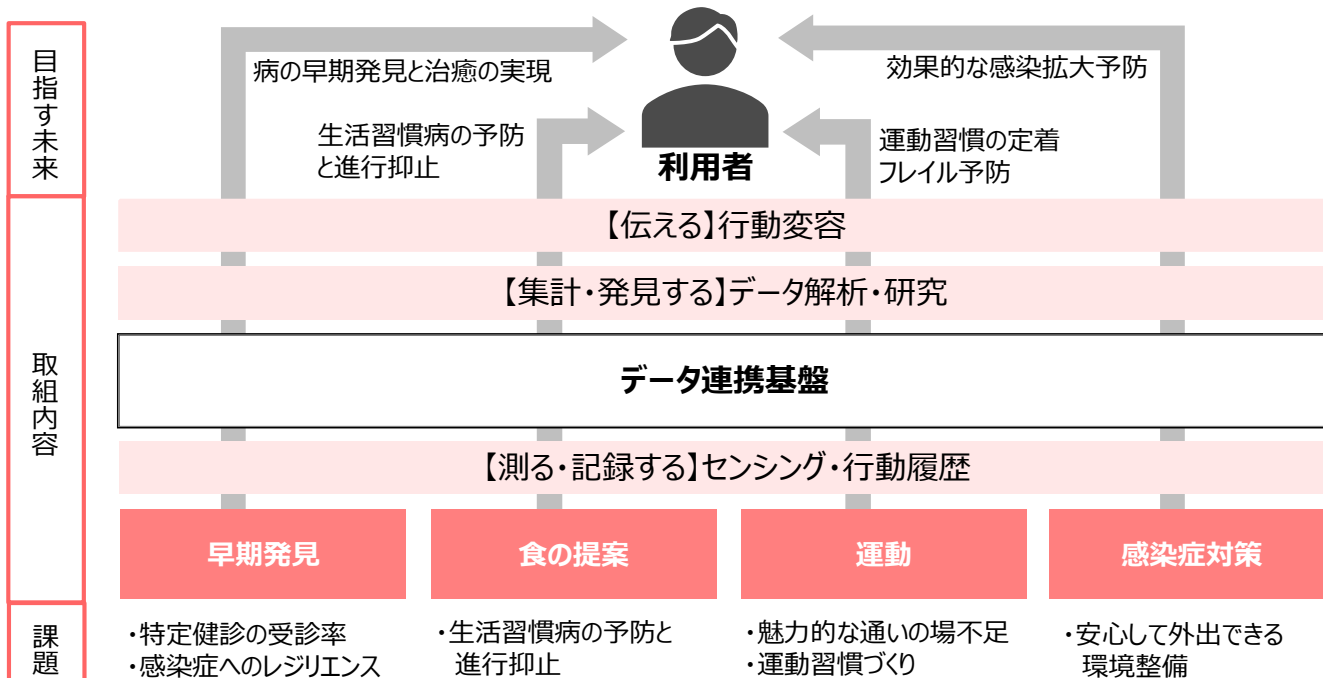 目指す未来
病の早期発見と治癒の実現
効果的な感染拡大予防
生活習慣病の予防
と進行抑止
運動習慣の定着
フレイル予防
利用者
取組内容
【伝える】行動変容
【集計・発見する】データ解析・研究
データ連携基盤
【測る・記録する】センシング・行動履歴
早期発見
食の提案
運動
感染症対策
課題
・特定健診の受診率
・感染症へのレジリエンス
・生活習慣病の予防と
進行抑止
・魅力的な通いの場不足
・運動習慣づくり
・安心して外出できる
環境整備